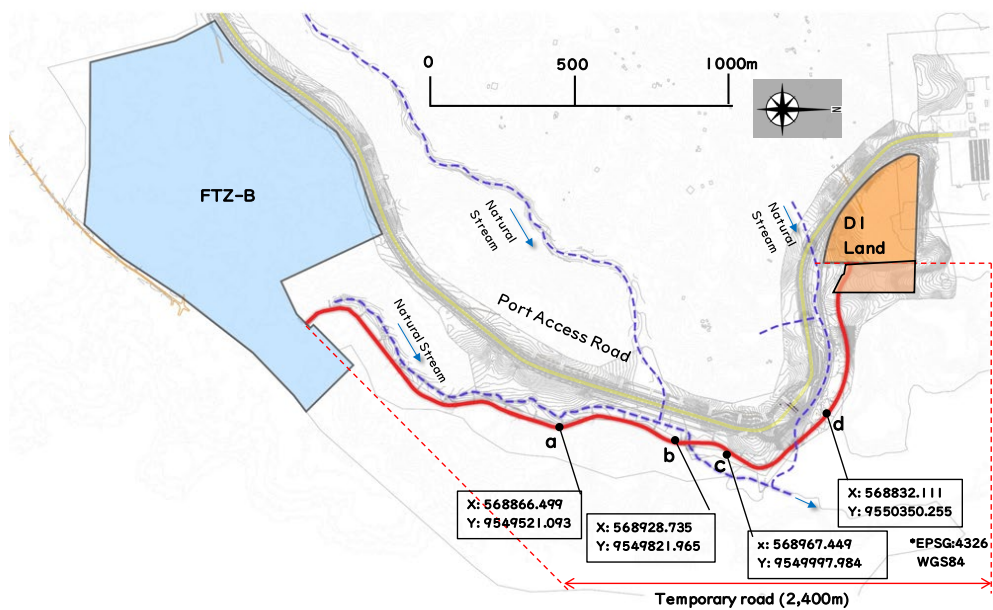 0
500
1000m
N
FTZ-B
Natural
Stream
Natural
Stream
D1
Land
Port Access Road
Natural Stream
a
b
c
d
X: 568866.499
Y: 9549521.093
X: 568928.735
Y: 9549821.965
x: 568967.449
Y: 9549997.984
X: 568832.111
Y: 9550350.255
*EPSG:4326
WGS84
Temporary road (2,400m)